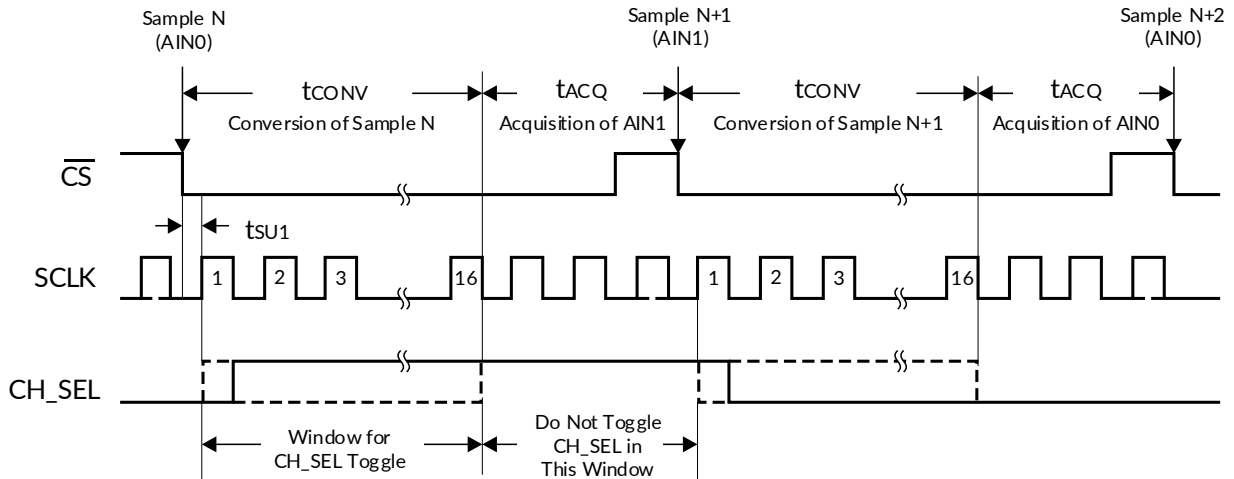 Sample N
(AIN0)
Sample N+1
(AIN1)
Sample N+2
(AIN0)
tCONV
tACQ
tCONV
tACQ
Conversion of Sample N
Acquisition of AIN1
Conversion of Sample N+1
Acquisition of AIN0
CS
tSU1
SCLK
1
2
3
16
1
2
3
16
CH_SEL
Window for
CH_SEL Toggle
Do Not Toggle
CH_SEL in
This Window